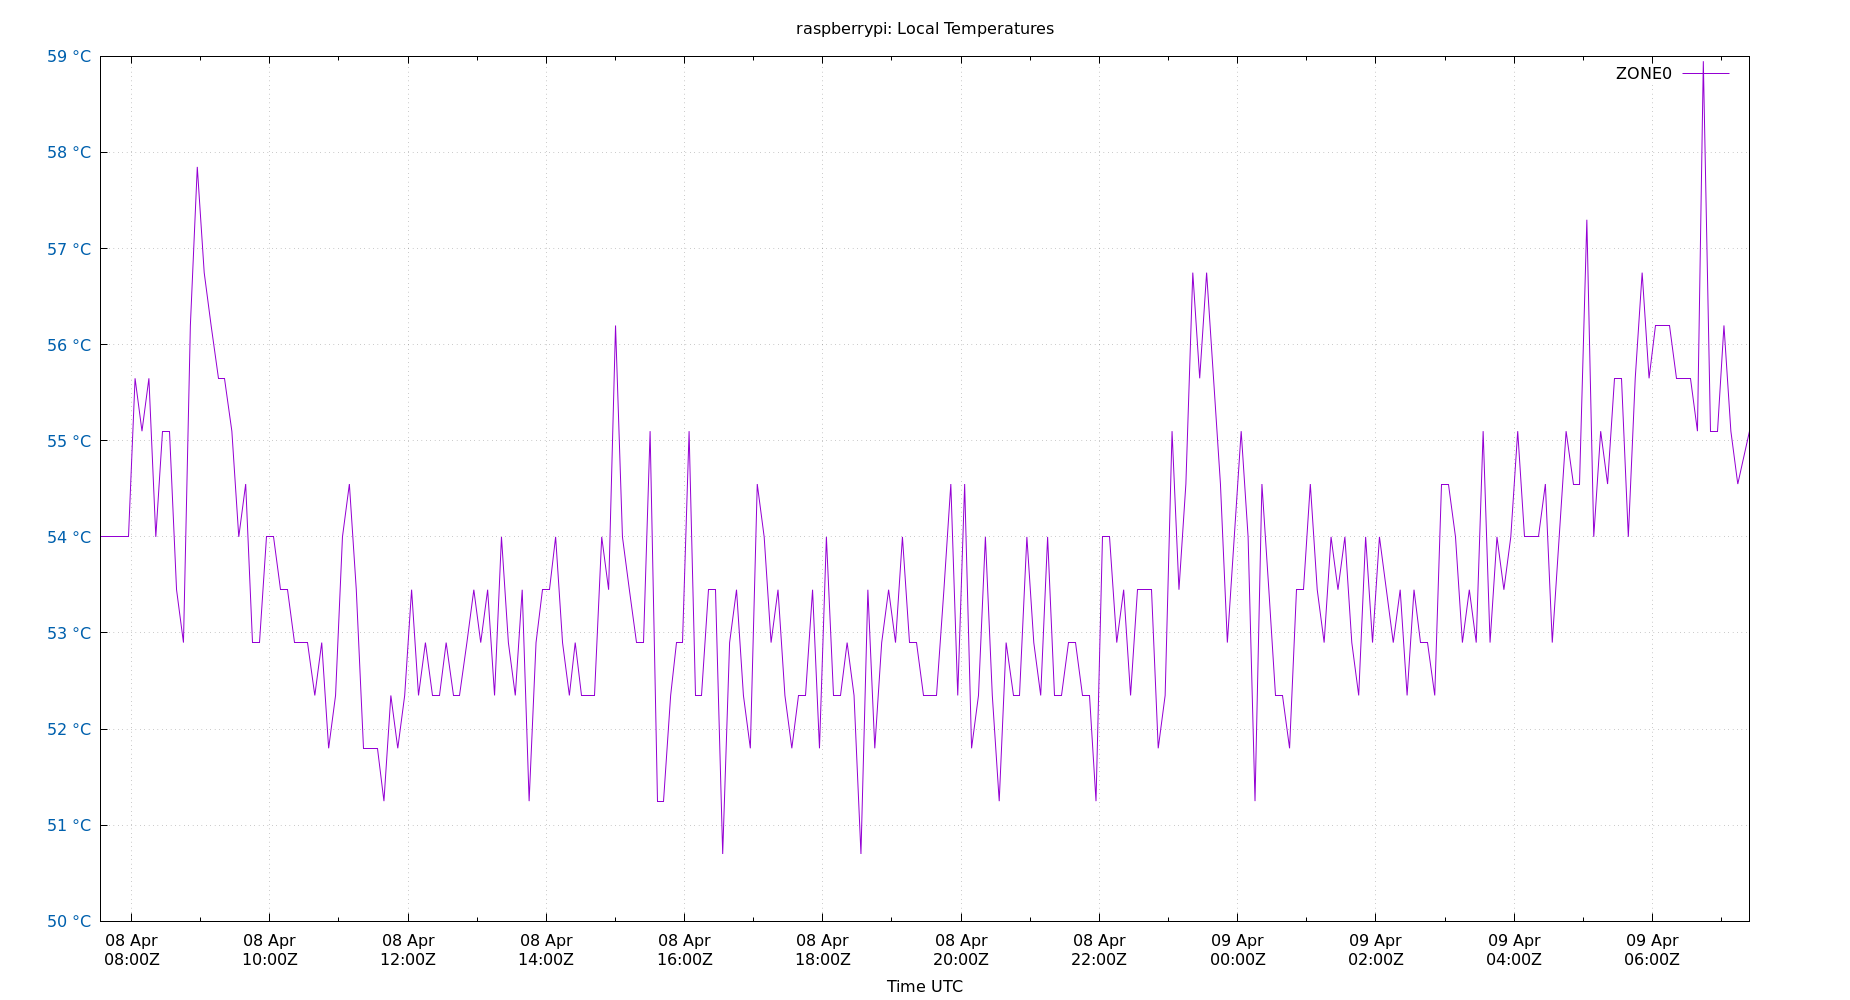 raspberrypi: Local Temperatures
59 °C
ZONE0
58 °C
57 °C
56 °C
55 °C
54 °C
53 °C
52 °C
51 °C
50 °C
08 Apr 08 Apr 08 Apr 08 Apr 08 Apr 08 Apr 08 Apr 08 Apr 09 Apr 09 Apr 09 Apr 09 Apr
08:00Z 10:00Z 12:00Z 14:00Z 16:00Z 18:00Z 20:00Z 22:00Z 00:00Z 02:00Z 04:00Z 06:00Z
Time UTC